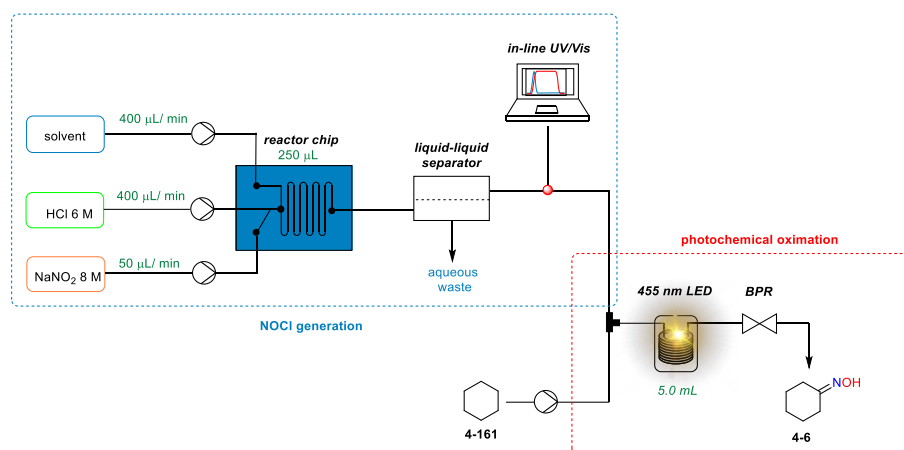 in-line UV/Vis
400 μL/ min
solvent
reactor chip
250 μL
liquid-liquid
separator
400 μL/ min
HCl 6 M
50 μL/ min
NaNO2 8 M
aqueous
waste
photochemical oximation
455 nm LED
BPR
NOCl generation
5.0 mL
NOH
4-161
4-6